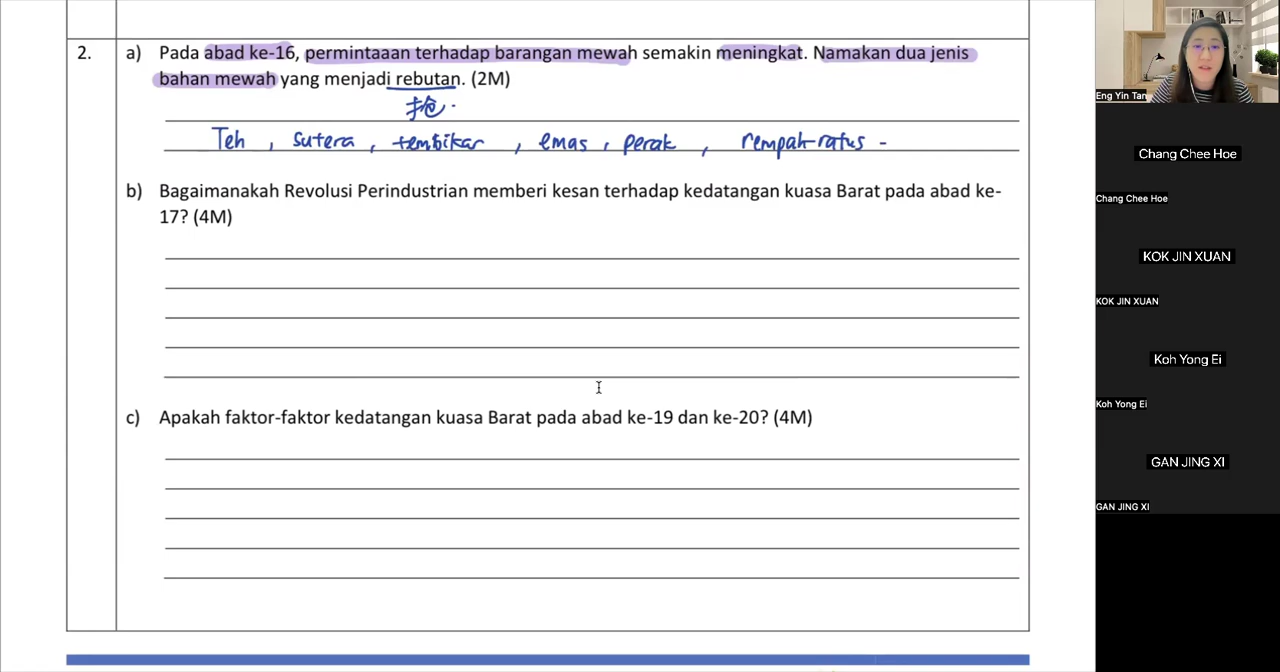 2.
a) Pada abad ke-16, permintaaan terhadap barangan mewah semakin meningkat. Namakan dua jenis
bahan mewah yang menjadi rebutan. (2M)
抢.
Teh , sutera , tembikar , emas , perak , rempah-ratus -
b) Bagaimanakah Revolusi Perindustrian memberi kesan terhadap kedatangan kuasa Barat pada abad ke-
17? (4M)
c) Apakah faktor-faktor kedatangan kuasa Barat pada abad ke-19 dan ke-20? (4M)
Eng Yin Tan
Chang Chee Hoe
Chang Chee Hoe
KOK JIN XUAN
KOK JIN XUAN
Koh Yong Ei
Koh Yong Ei
GAN JING XI
GAN JING XI